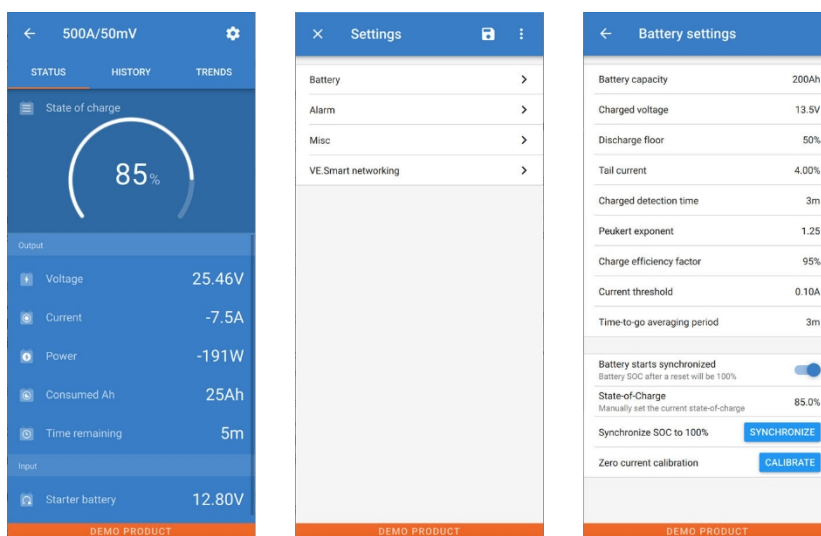 500A/50mV
STATUS HISTORY TRENDS
State of charge
85%
Output
Voltage 25.46V
Current -7.5A
Power -191W
Consumed Ah 25Ah
Time remaining 5m
Input
Starter battery 12.80V
DEMO PRODUCT
Settings
Battery
Alarm
Misc
VE.Smart networking
DEMO PRODUCT
Battery settings
Battery capacity 200Ah
Charged voltage 13.5V
Discharge floor 50%
Tail current 4.00%
Charged detection time 3m
Peukert exponent 1.25
Charge efficiency factor 95%
Current threshold 0.10A
Time-to-go averaging period 3m
Battery starts synchronized
Battery SOC after a reset will be 100%
State-of-Charge 85.0%
Manually set the current state-of-charge
Synchronize SOC to 100% SYNCHRONIZE
Zero current calibration CALIBRATE
DEMO PRODUCT